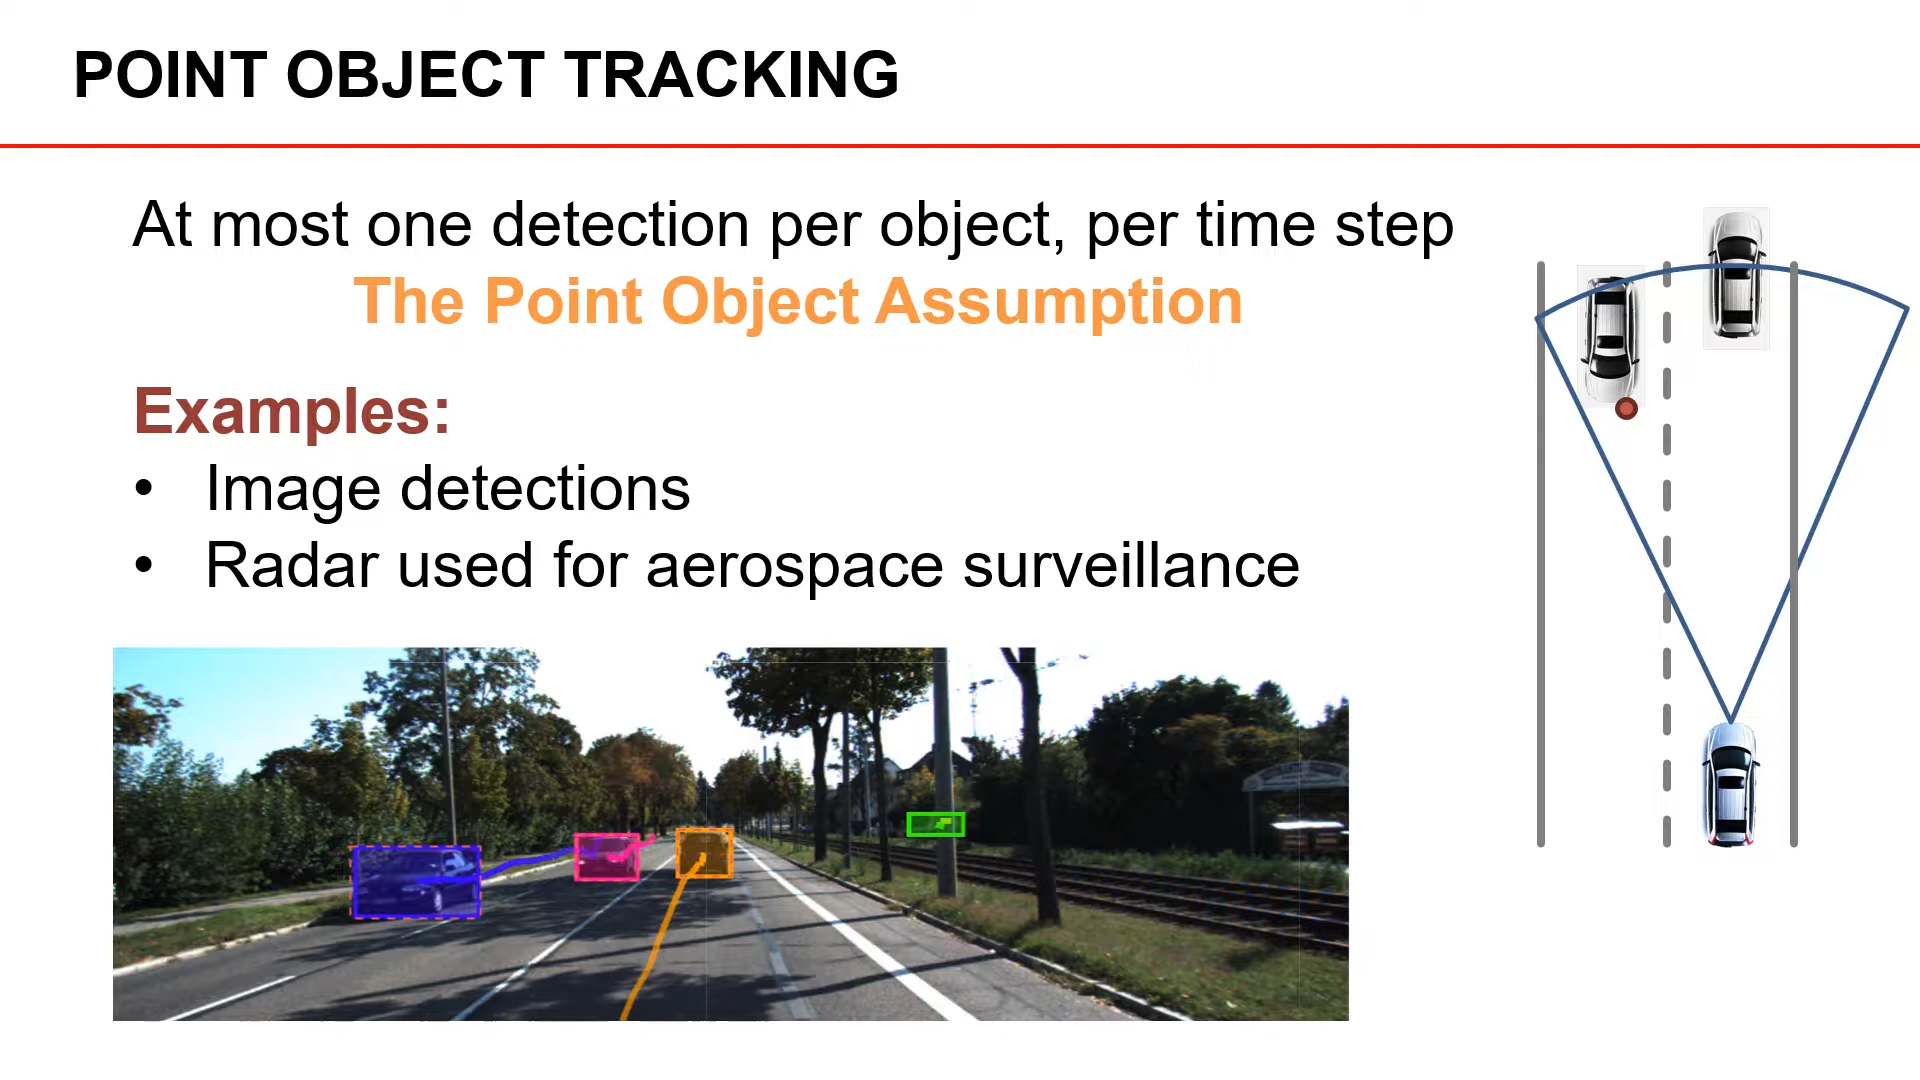 POINT OBJECT TRACKING
At most one detection per object, per time step
The Point Object Assumption
Examples:
• Image detections
• Radar used for aerospace surveillance